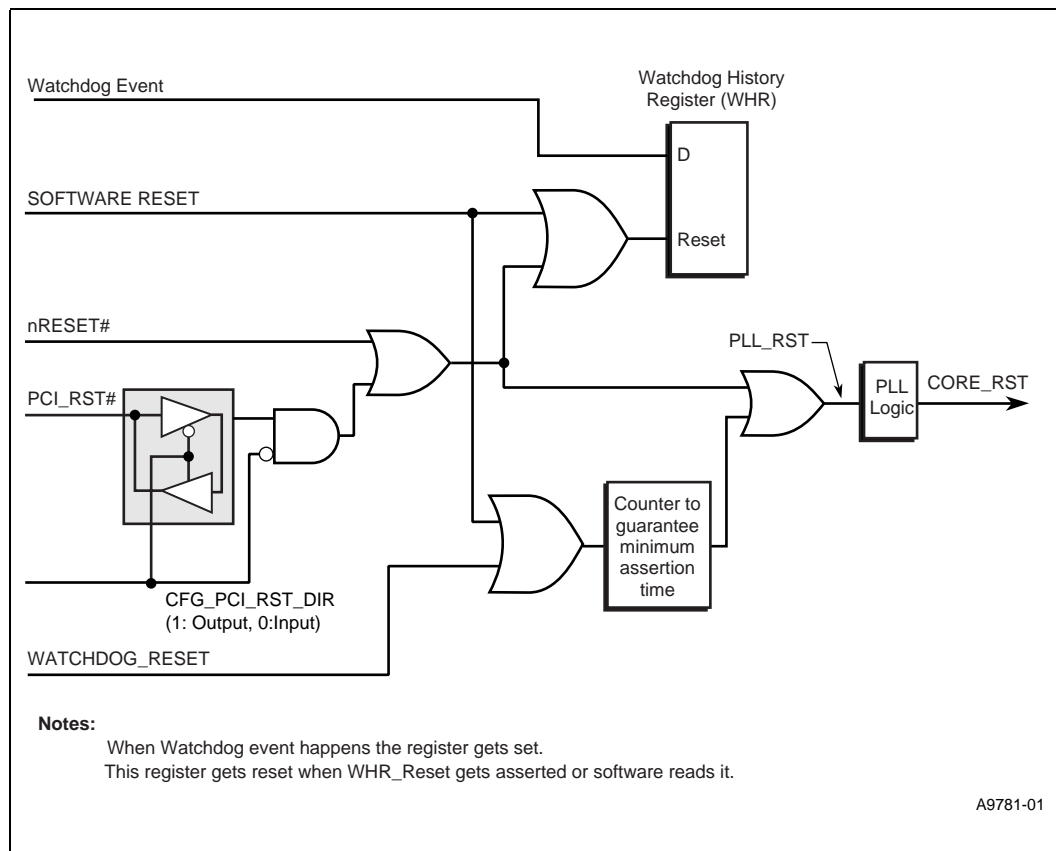 Watchdog Event
Watchdog History
Register (WHR)
D
SOFTWARE RESET
Reset
nRESET#
PLL_RST
PCI_RST#
PLL
Logic
CORE_RST
Counter to
guarantee
minimum
assertion
time
CFG_PCI_RST_DIR
(1: Output, 0:Input)
WATCHDOG_RESET
Notes:
When Watchdog event happens the register gets set.
This register gets reset when WHR_Reset gets asserted or software reads it.
A9781-01